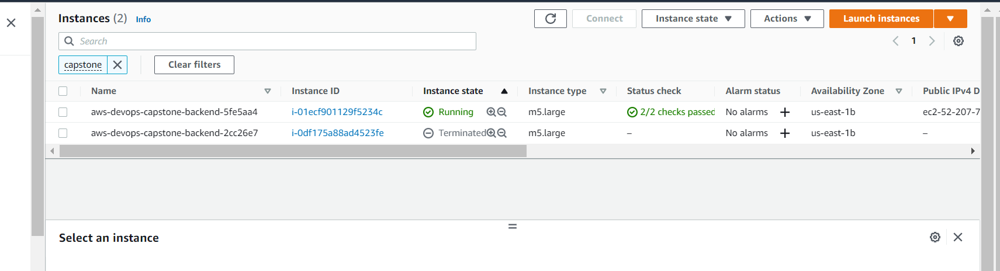 Instances (2) Info Connect Instance state Actions Launch instances
Search
1
capstone Clear filters
Name Instance ID Instance state Instance type Status check Alarm status Availability Zone Public IPv4 D
aws-devops-capstone-backend-5fe5aa4 i-01ecf901129f5234c Running m5.large 2/2 checks passed No alarms + us-east-1b ec2-52-207-7
aws-devops-capstone-backend-2cc26e7 i-0df175a88ad4523fe Terminated m5.large – No alarms + us-east-1b –
Select an instance